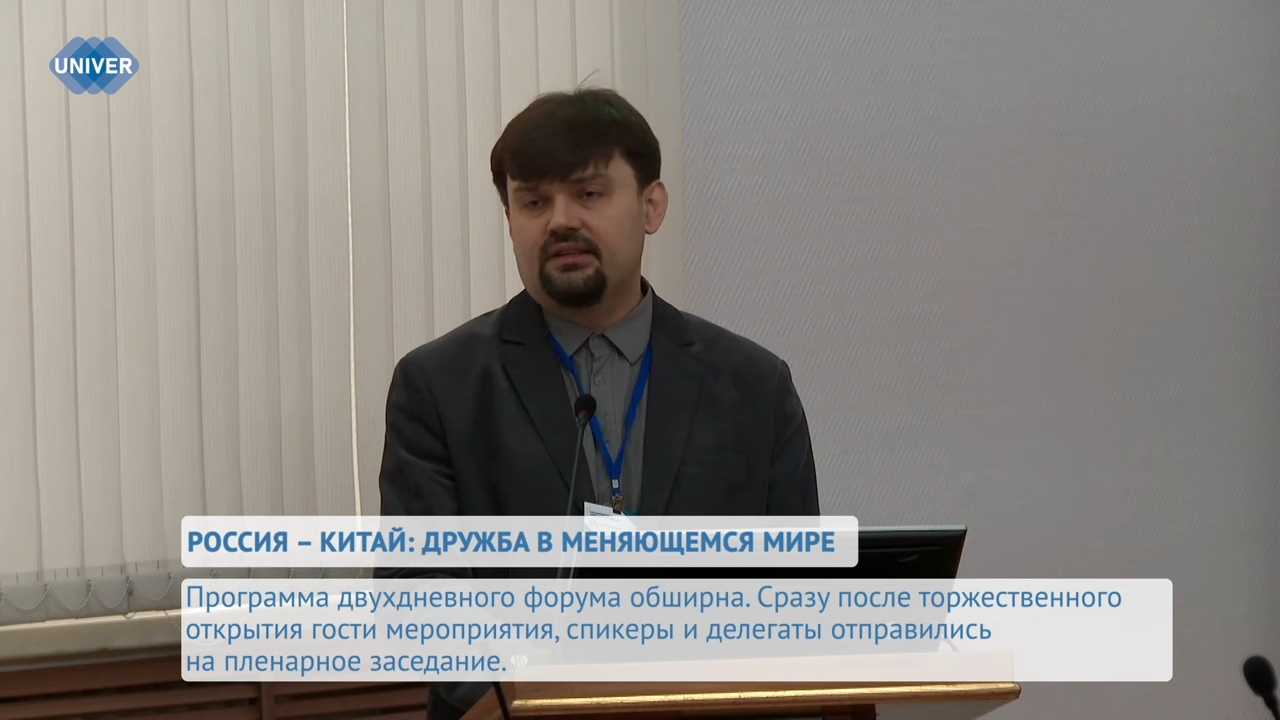 UNIVER
РОССИЯ – КИТАЙ: ДРУЖБА В МЕНЯЮЩЕМСЯ МИРЕ
Программа двухдневного форума обширна. Сразу после торжественного
открытия гости мероприятия, спикеры и делегаты отправились
на пленарное заседание.